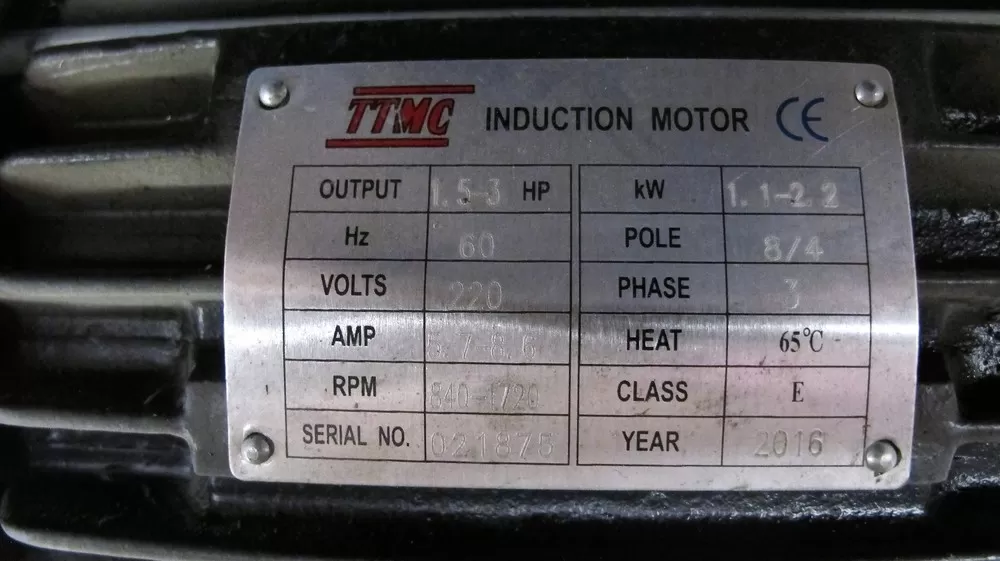 TTMC INDUCTION MOTOR CE
OUTPUT 1.5-3 HP kW 1.1-2.2
Hz 60 POLE 8/4
VOLTS 220 PHASE 3
AMP HEAT 65℃
RPM 840-1720 CLASS E
SERIAL NO. 021875 YEAR 2016